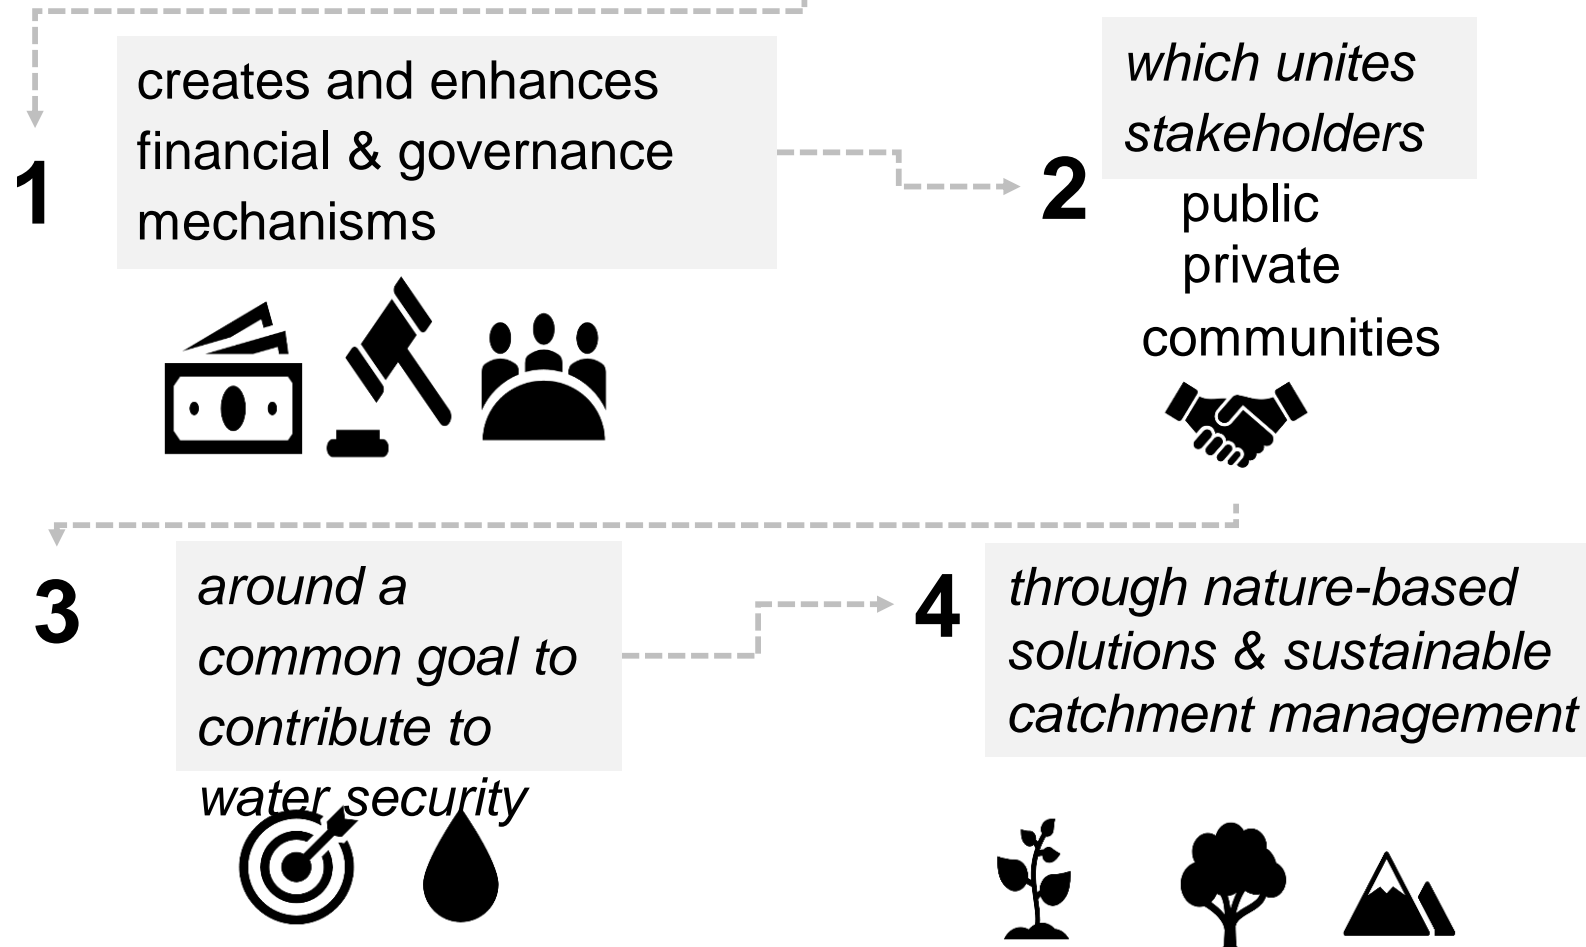 1
creates and enhances
financial & governance
mechanisms
2
which unites
stakeholders
public
private
communities
3
around a
common goal to
contribute to
water security
4
through nature-based
solutions & sustainable
catchment management